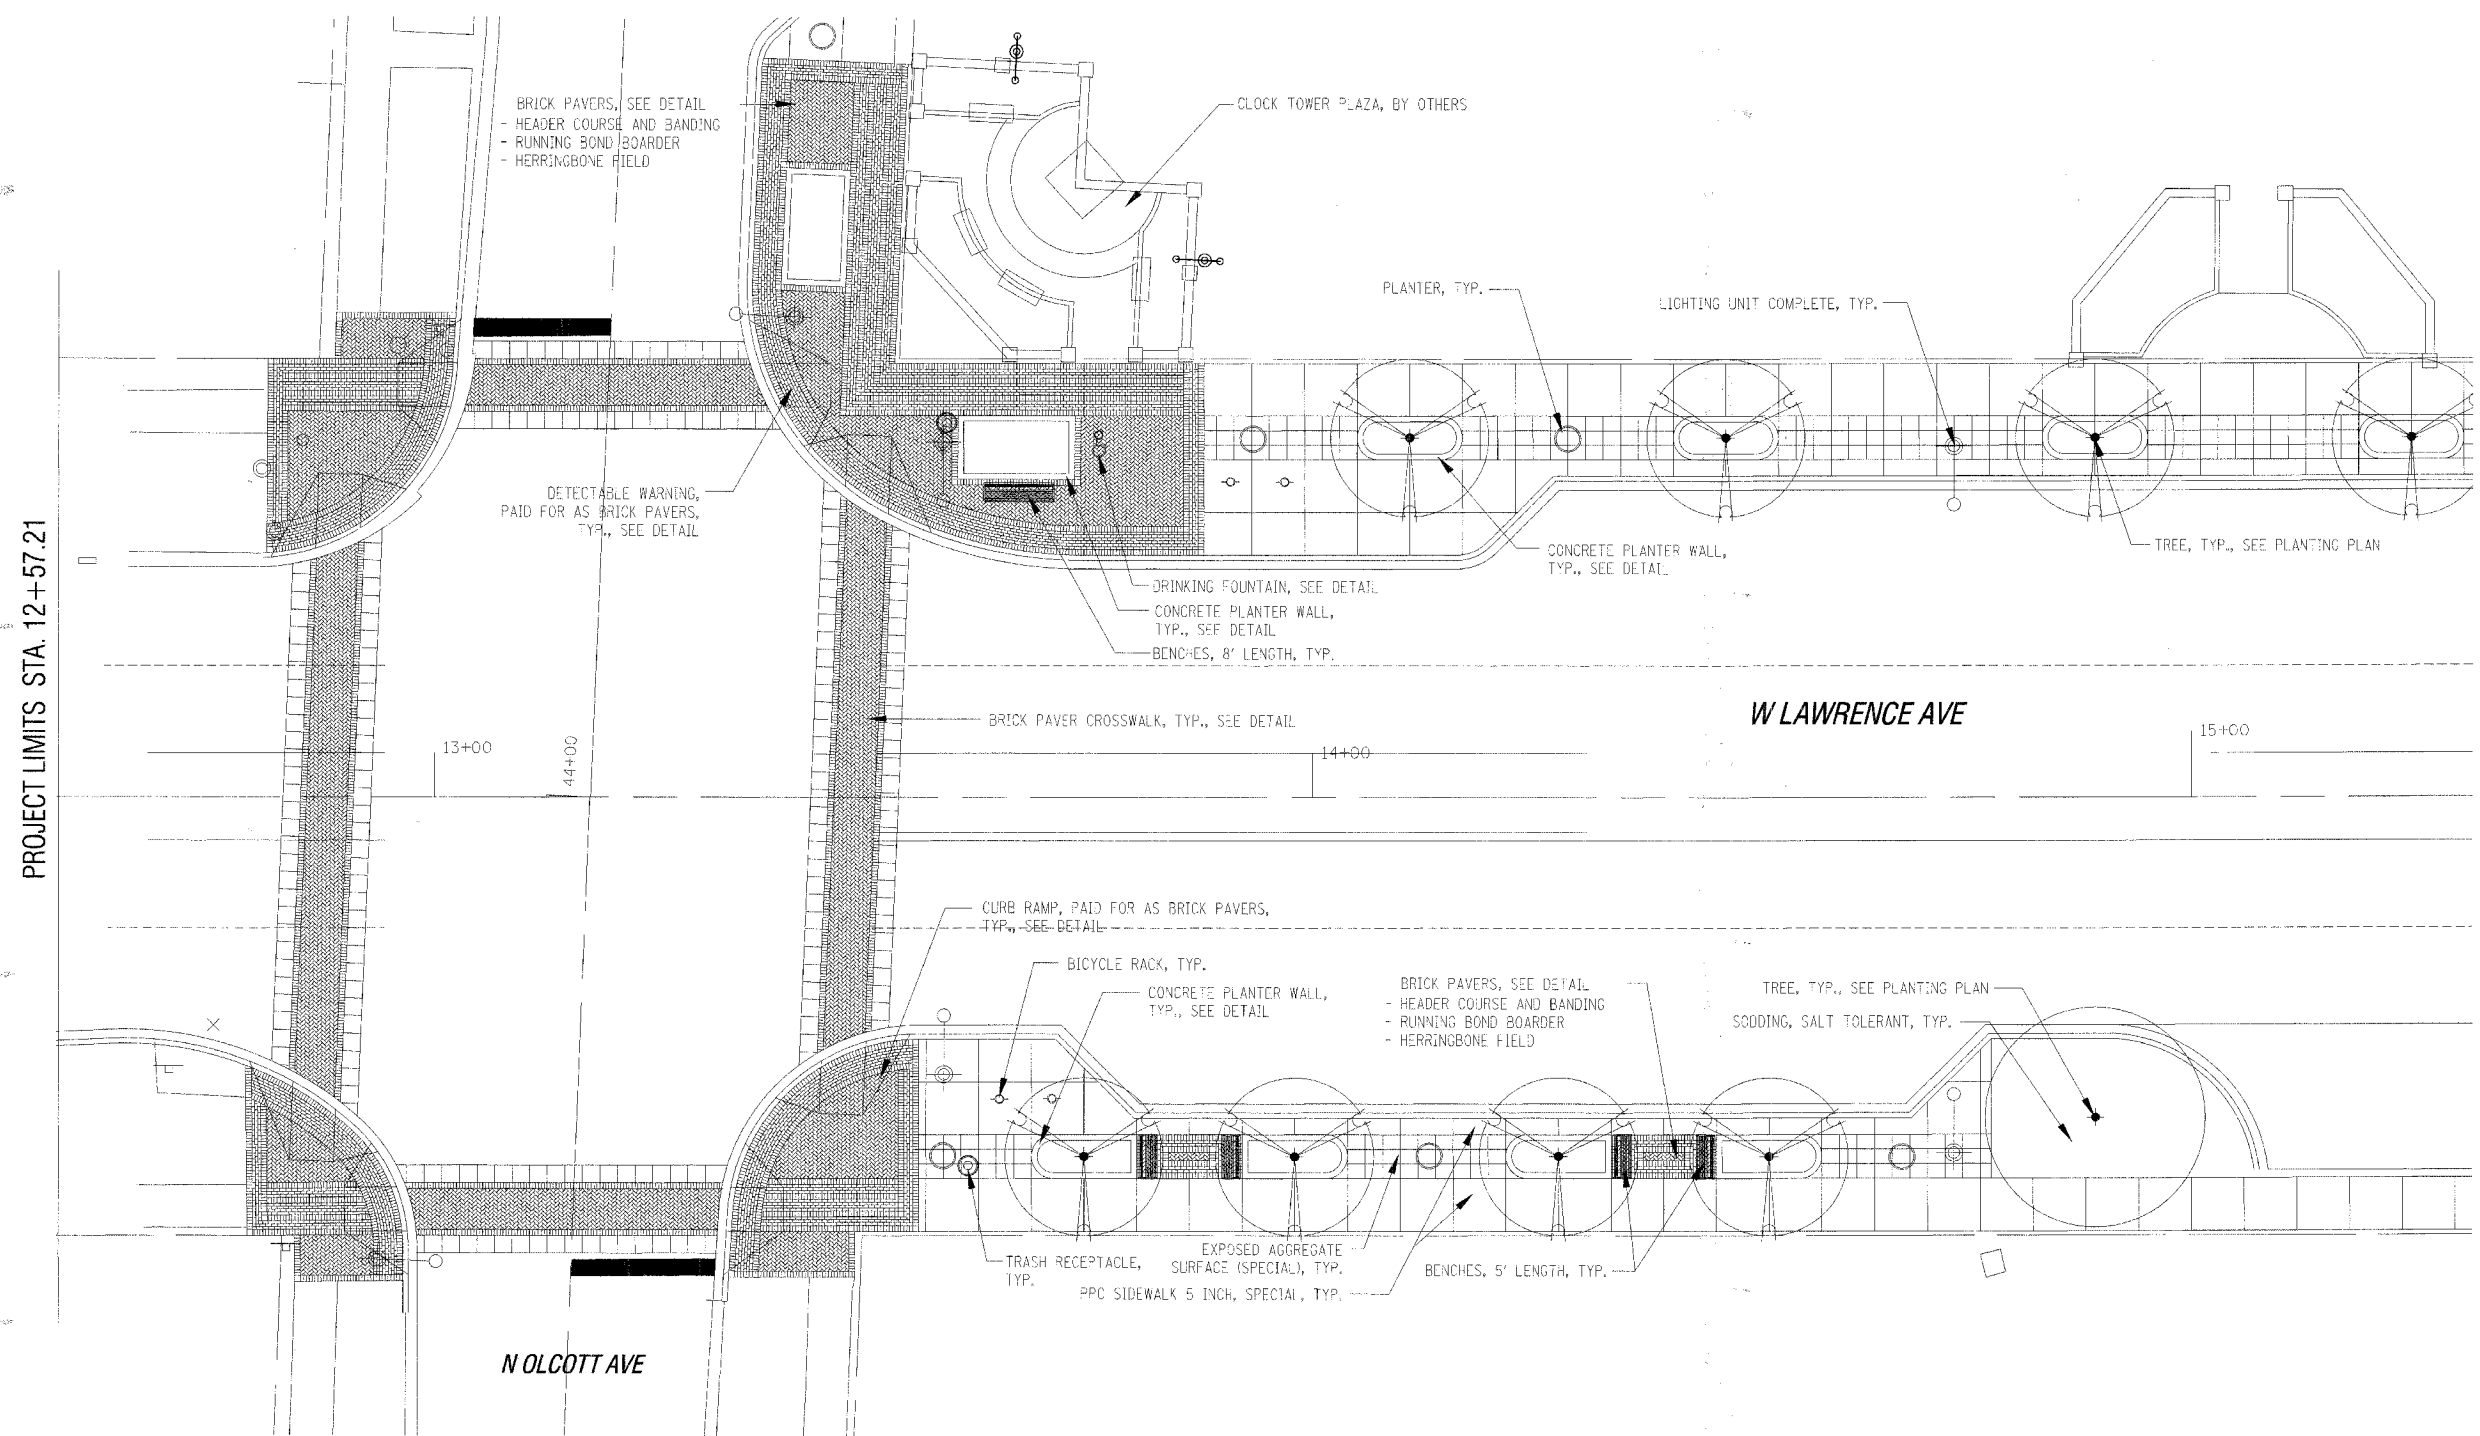 BRICK PAVERS, SEE DETAIL
- HEADER COURSE AND BANDING
- RUNNING BOND BOARDER
- HERRINGBONE FIELD
CLOCK TOWER PLAZA, BY OTHERS
PLANTER, TYP.
LIGHTING UNIT COMPLETE, TYP.
DETECTABLE WARNING,
PAID FOR AS BRICK PAVERS,
TYP., SEE DETAIL
CONCRETE PLANTER WALL,
TYP., SEE DETAIL
TREE, TYP., SEE PLANTING PLAN
DRINKING FOUNTAIN, SEE DETAIL
CONCRETE PLANTER WALL,
TYP., SEE DETAIL
BENCHES, 8' LENGTH, TYP.
PROJECT LIMITS STA. 12+57.21
BRICK PAVER CROSSWALK, TYP., SEE DETAIL
W LAWRENCE AVE
13+00
44+00
14+00
15+00
CURB RAMP, PAID FOR AS BRICK PAVERS,
TYP., SEE DETAIL
BICYCLE RACK, TYP.
CONCRETE PLANTER WALL,
TYP., SEE DETAIL
BRICK PAVERS, SEE DETAIL
- HEADER COURSE AND BANDING
- RUNNING BOND BOARDER
- HERRINGBONE FIELD
TREE, TYP., SEE PLANTING PLAN
SODDING, SALT TOLERANT, TYP.
TRASH RECEPTACLE,
TYP.
EXPOSED AGGREGATE
SURFACE (SPECIAL), TYP.
PPC SIDEWALK 5 INCH, SPECIAL, TYP.
BENCHES, 5' LENGTH, TYP.
N OLCOTT AVE